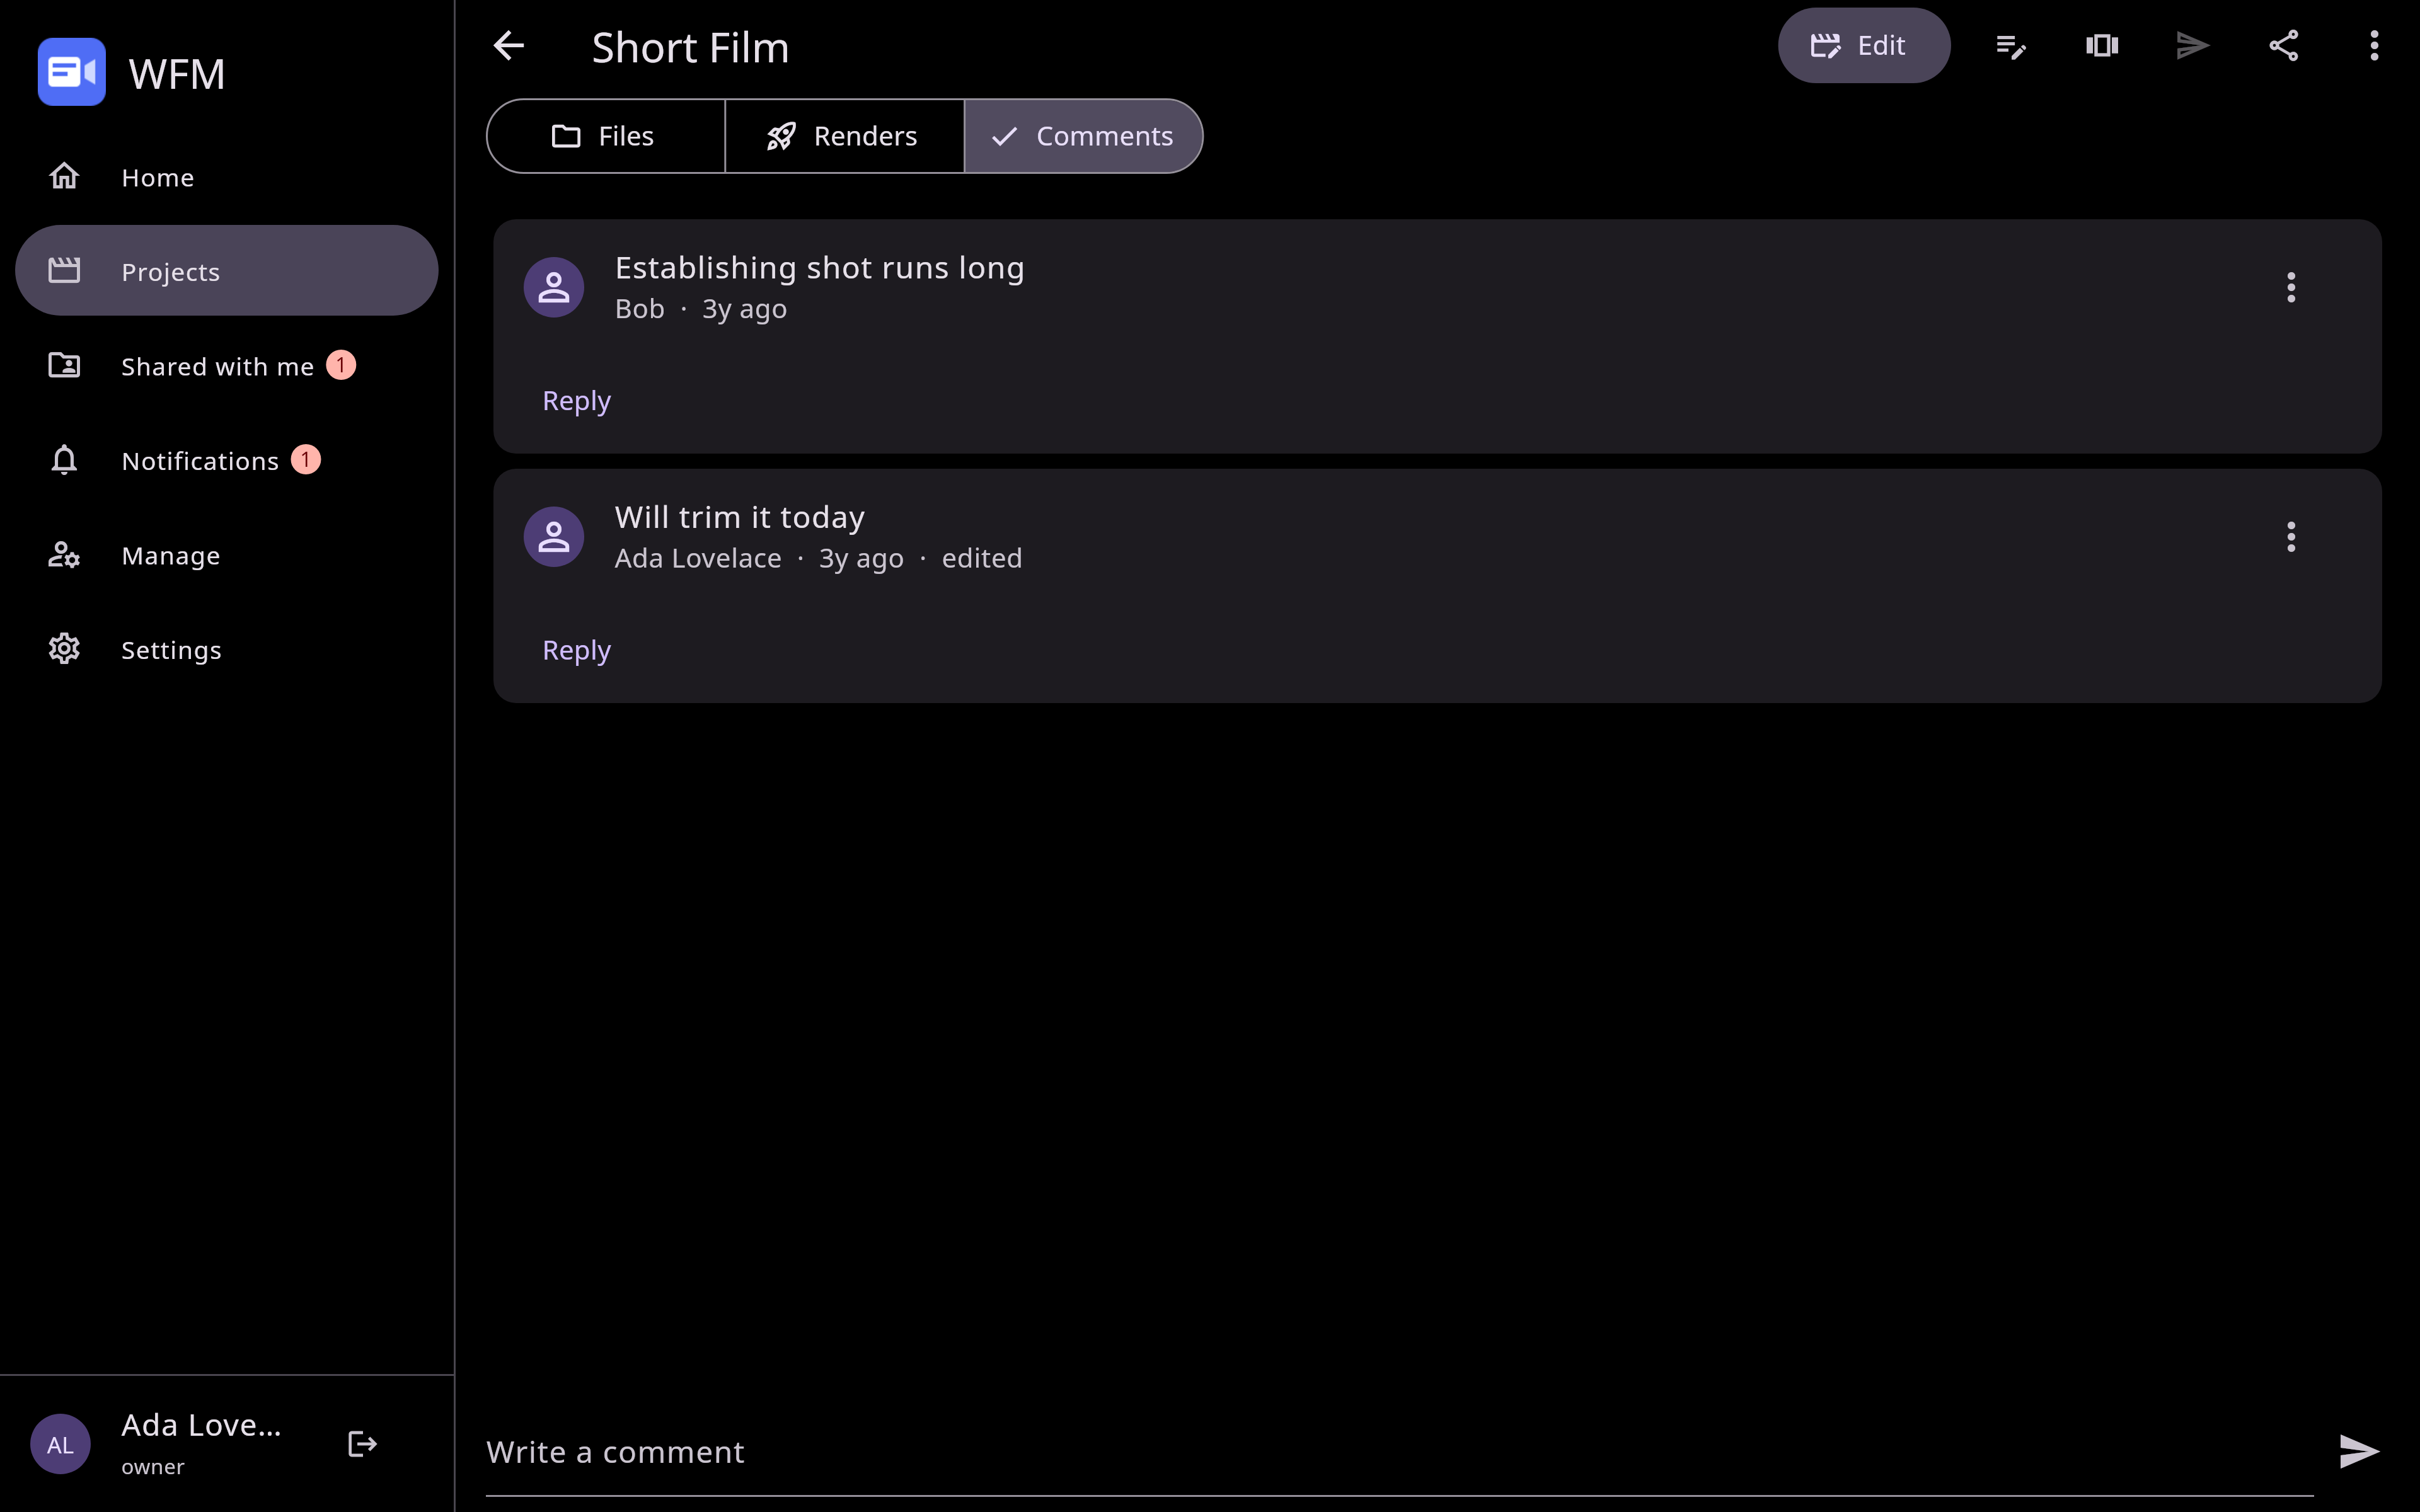 WFM
Home
Projects
Shared with me 1
Notifications 1
Manage
Settings
AL
Ada Love...
owner
Short Film
Edit
Files
Renders
Comments
Establishing shot runs long
Bob · 3y ago
Reply
Will trim it today
Ada Lovelace · 3y ago · edited
Reply
Write a comment